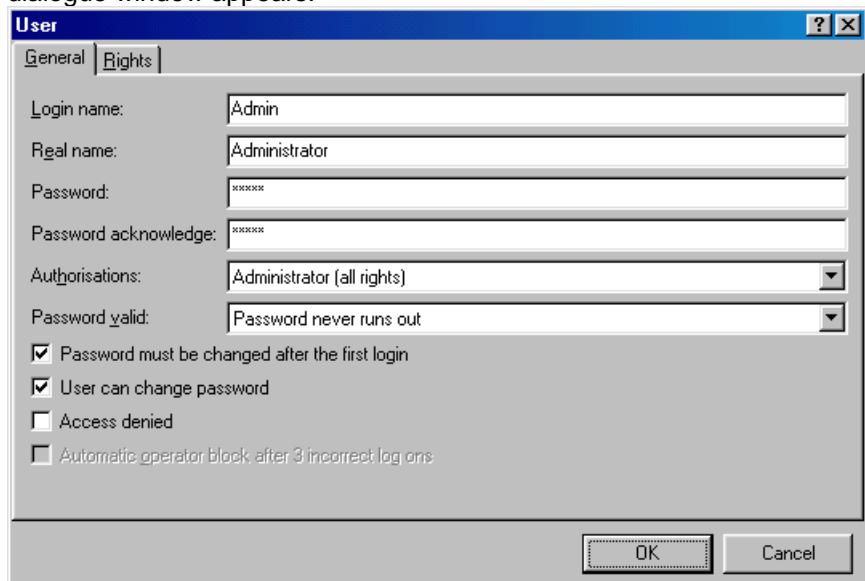 dialogue window appears.
User
General Rights
Login name: Admin
Real name: Administrator
Password: *****
Password acknowledge: *****
Authorisations: Administrator (all rights)
Password valid: Password never runs out
Password must be changed after the first login
User can change password
Access denied
Automatic operator block after 3 incorrect log ons
OK Cancel